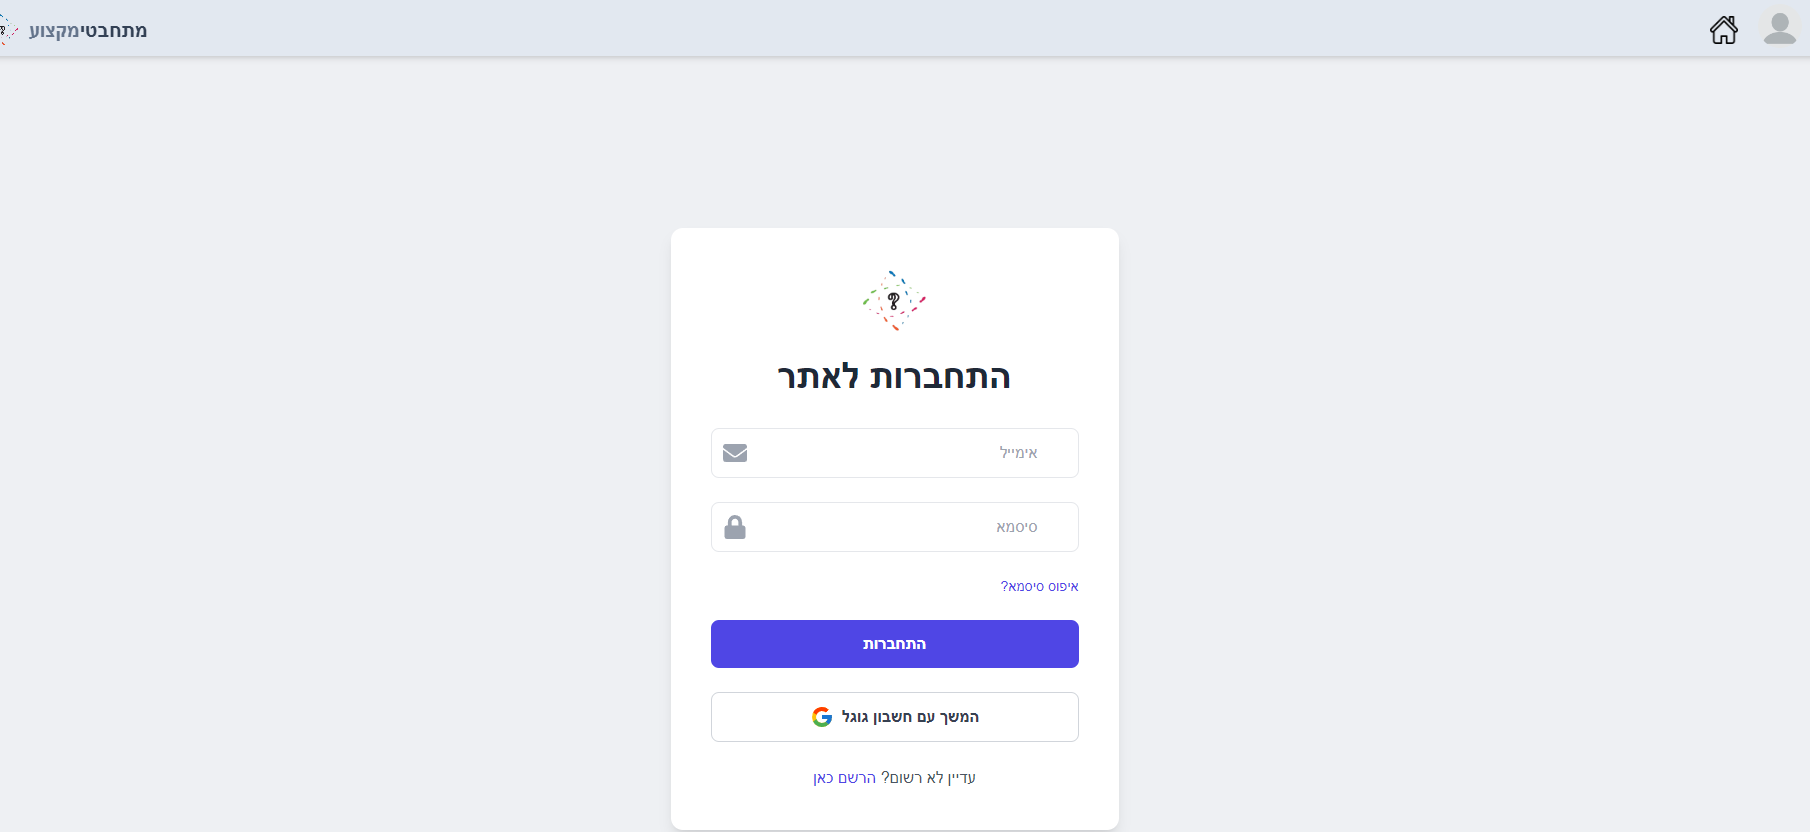 מתחבטימקצוע
התחברות לאתר
אימייל
סיסמא
איפוס סיסמא?
התחברות
המשך עם חשבון גוגל
עדיין לא רשום? הרשם כאן